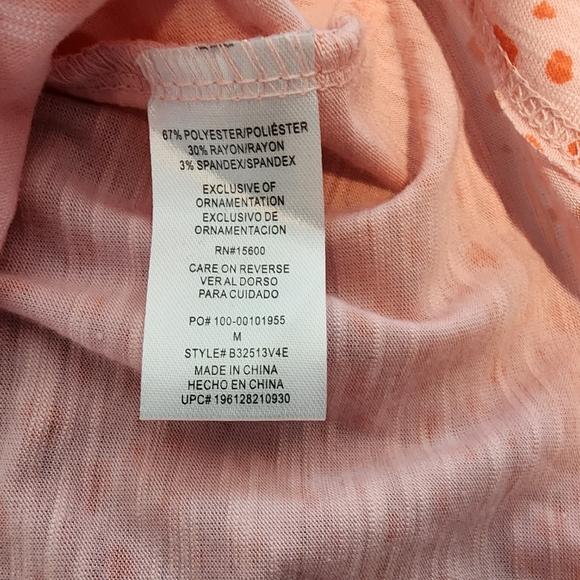 67% POLYESTER/POLIÉSTER
30% RAYON/RAYON
3% SPANDEX/SPANDEX
EXCLUSIVE OF
ORNAMENTATION
EXCLUSIVO DE
ORNAMENTACION
RN#15600
CARE ON REVERSE
VER AL DORSO
PARA CUIDADO
PO# 100-00101955
M
STYLE# B32513V4E
MADE IN CHINA
HECHO EN CHINA
UPC# 196128210930